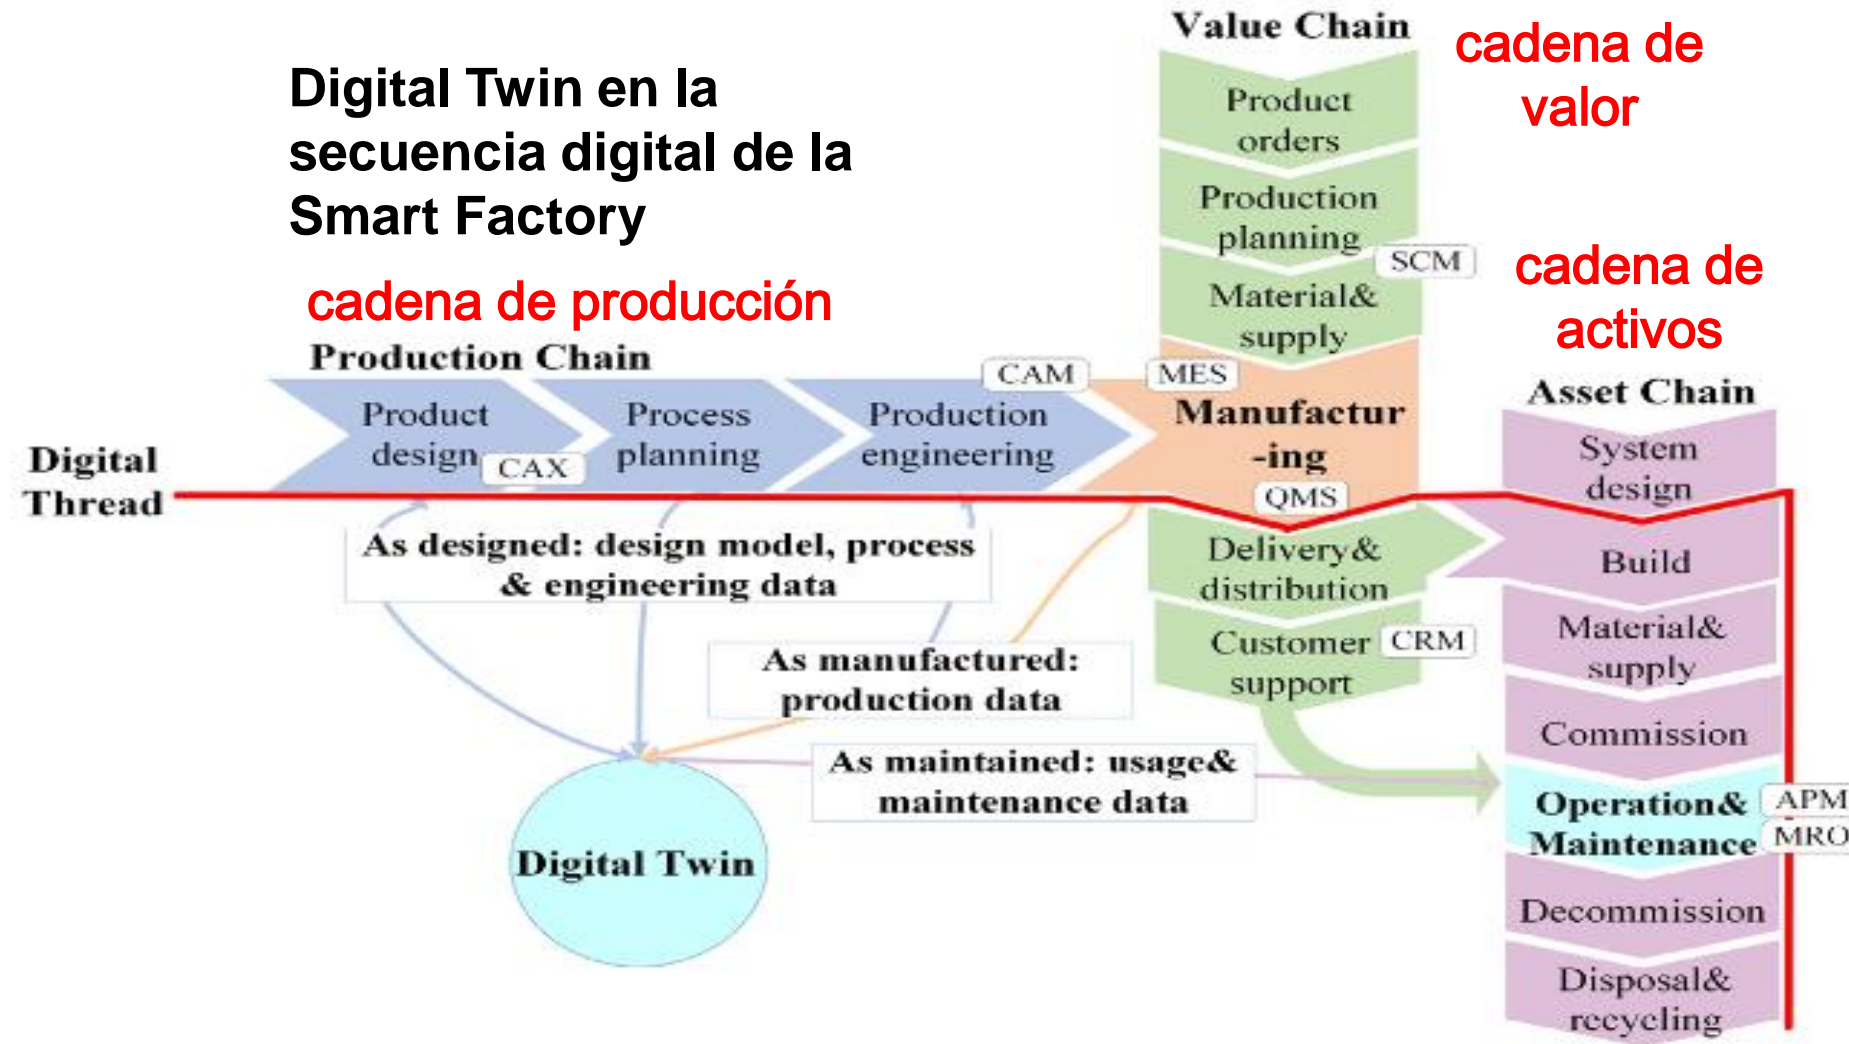 Digital Twin en la
secuencia digital de la
Smart Factory
cadena de producción
Production Chain
Product
design
CAX
Process
planning
Production
engineering
CAM
MES
Manufactur
-ing
QMS
Value Chain
cadena de
valor
Product
orders
Production
planning
SCM
Material&
supply
Delivery&
distribution
Customer
support
CRM
cadena de
activos
Asset Chain
System
design
Build
Material&
supply
Commission
Operation&
Maintenance
APM
MRO
Decommission
Disposal&
recycling
Digital
Thread
As designed: design model, process
& engineering data
As manufactured:
production data
As maintained: usage&
maintenance data
Digital Twin